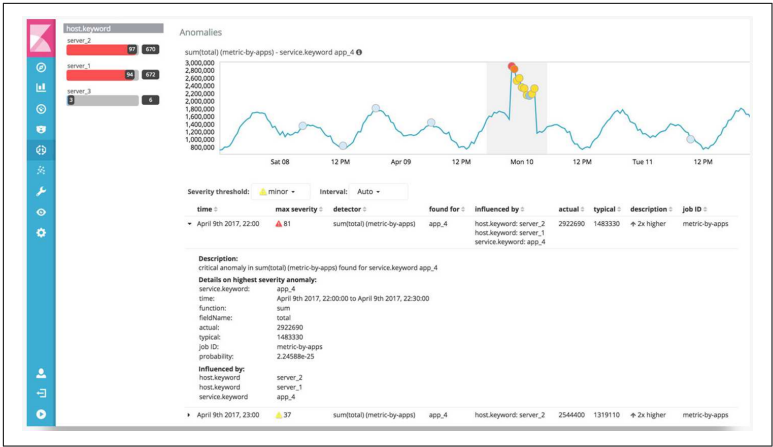 host.keyword
server_2
97 670
server_1
94 672
server_3
3 6
Anomalies
sum(total) (metric-by-apps) - service.keyword app_4
3,000,000
2,800,000
2,600,000
2,400,000
2,200,000
2,000,000
1,800,000
1,600,000
1,400,000
1,200,000
1,000,000
800,000
Sat 08 12 PM Apr 09 12 PM Mon 10 12 PM Tue 11 12 PM
Severity threshold: minor Interval: Auto
time max severity detector found for influenced by actual typical description job ID
April 9th 2017, 22:00 81 sum(total) (metric-by-apps) app_4 host.keyword: server_2 2922690 1483330 2x higher metric-by-apps
host.keyword: server_1
service.keyword: app_4
Description:
critical anomaly in sum(total) (metric-by-apps) found for service.keyword app_4
Details on highest severity anomaly:
service.keyword: app_4
time: April 9th 2017, 22:00:00 to April 9th 2017, 22:30:00
function: sum
fieldName: total
actual: 2922690
typical: 1483330
job ID: metric-by-apps
probability: 2.24588e-25
Influenced by:
host.keyword server_2
host.keyword server_1
service.keyword app_4
April 9th 2017, 23:00 37 sum(total) (metric-by-apps) app_4 host.keyword: server_2 2544400 1319110 2x higher metric-by-apps